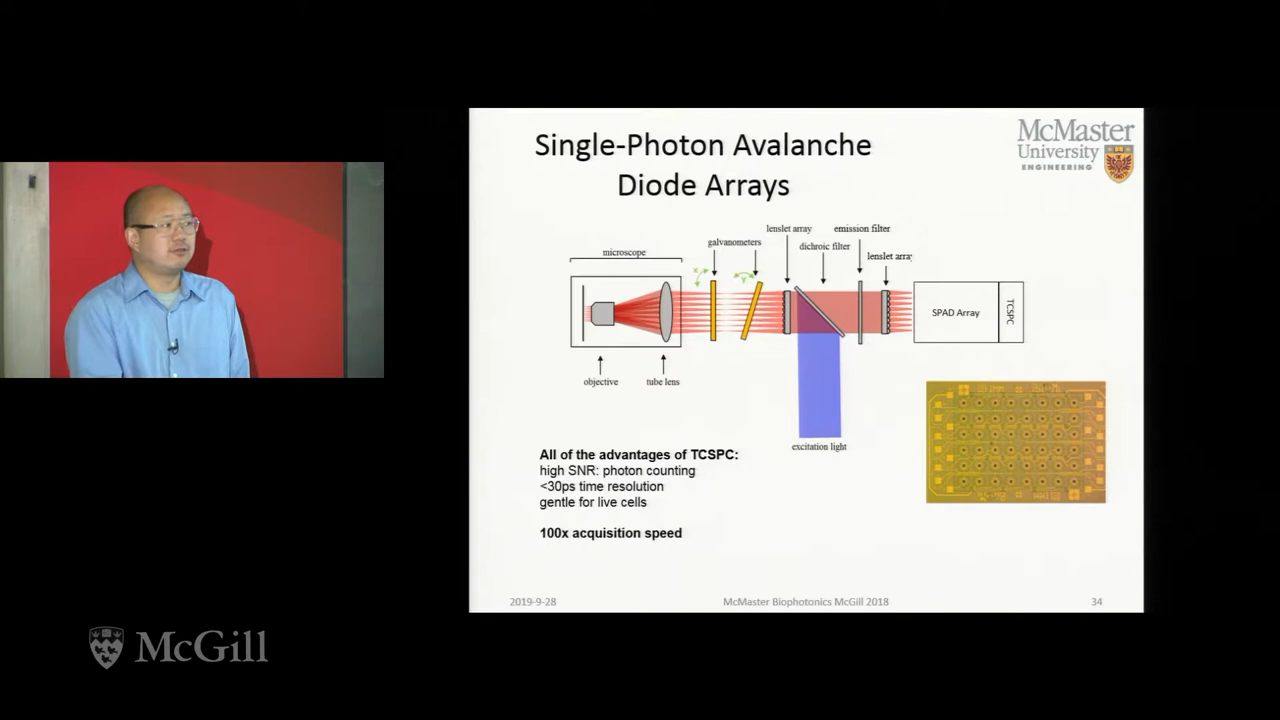 Single-Photon Avalanche
Diode Arrays
McMaster
University
ENGINEERING
lenslet array
emission filter
galvanometers
dichroic filter
microscope
lenslet array
x
SPAD Array
TCSPC
objective
tube lens
excitation light
All of the advantages of TCSPC:
high SNR: photon counting
<30ps time resolution
gentle for live cells
100x acquisition speed
2019-9-28
McMaster Biophotonics McGill 2018
34
McGill